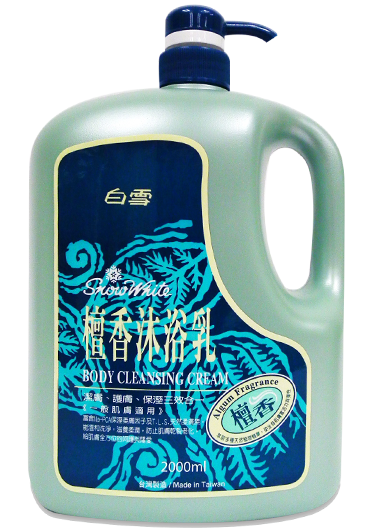 白雪
Snow White
檀香沐浴乳
BODY CLEANSING CREAM
潔膚、護膚、保溼三效合一
《一般肌膚適用》
Algum Fragrance
檀香
2000ml
台灣製造 / Made in Taiwan